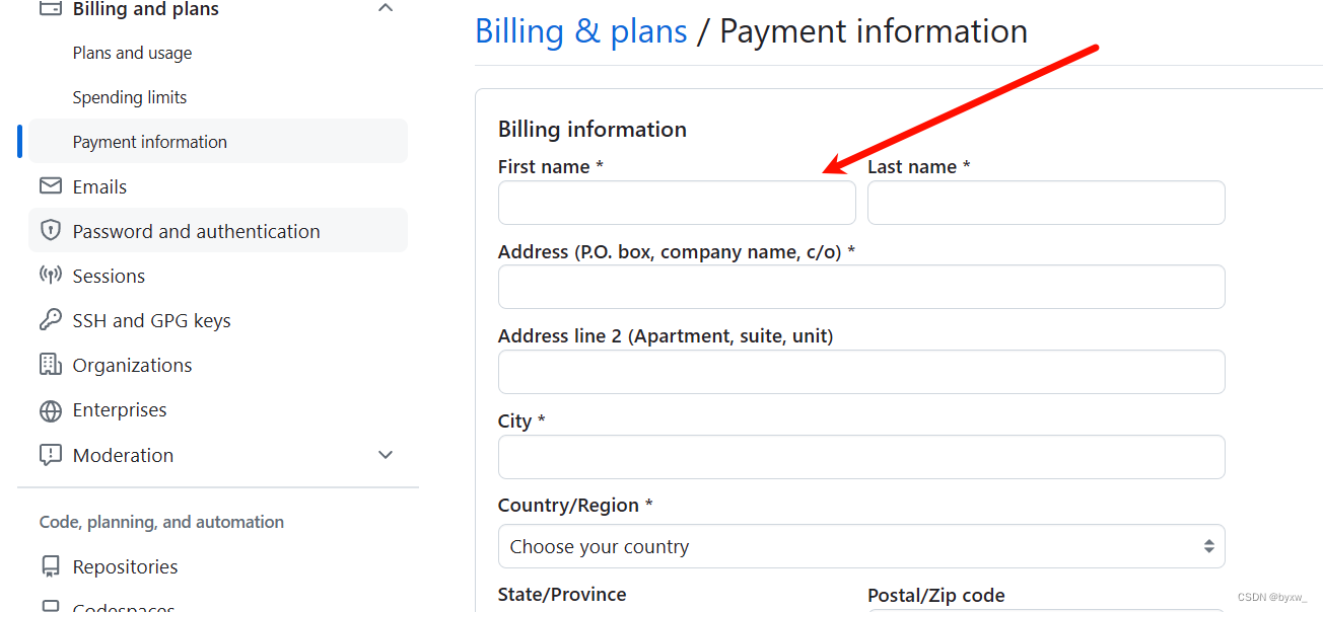 Billing and plans
Plans and usage
Spending limits
Payment information
Emails
Password and authentication
Sessions
SSH and GPG keys
Organizations
Enterprises
Moderation
Code, planning, and automation
Repositories
Codespaces
Billing & plans / Payment information
Billing information
First name * Last name *
Address (P.O. box, company name, c/o) *
Address line 2 (Apartment, suite, unit)
City *
Country/Region *
Choose your country
State/Province Postal/Zip code
CSDN @byxw_